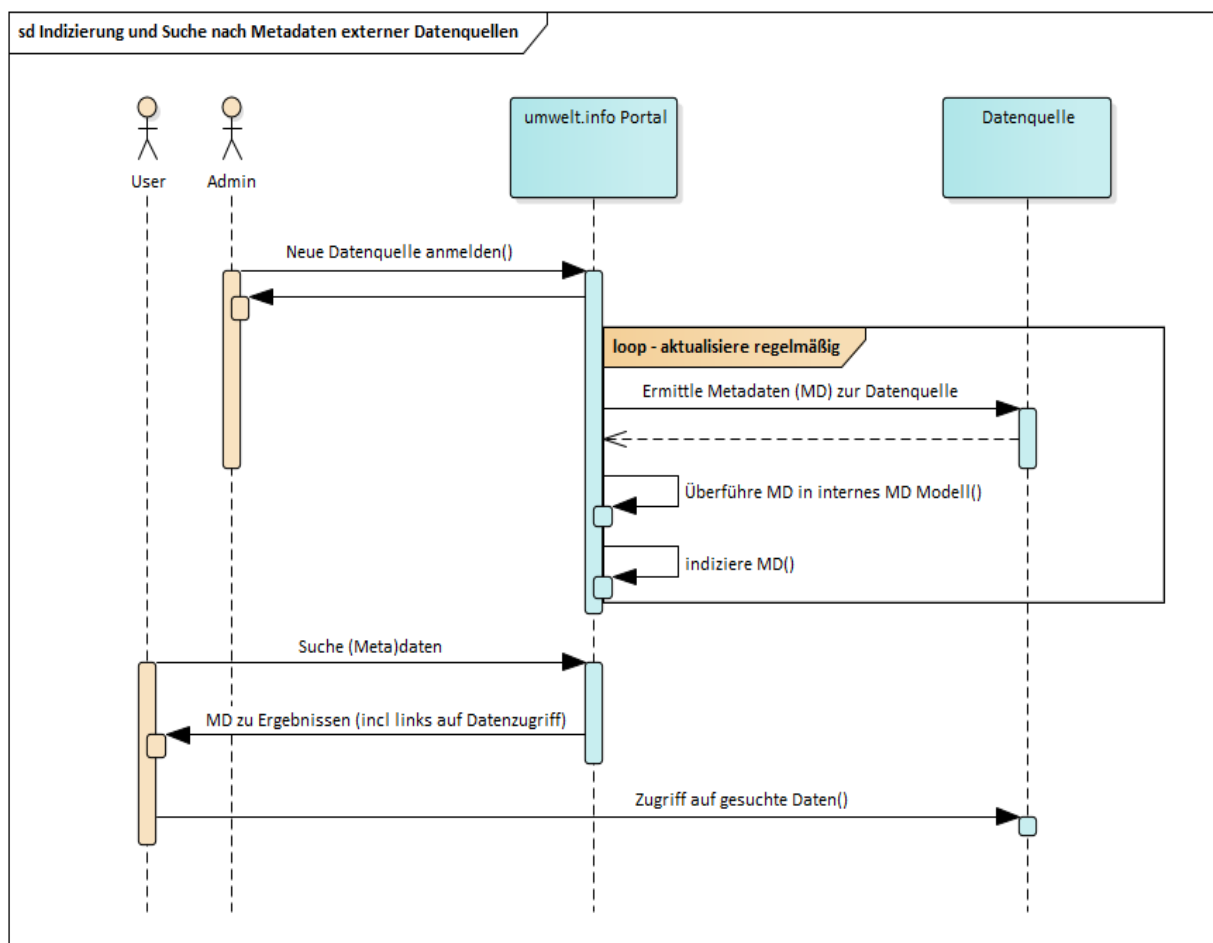 sd Indizierung und Suche nach Metadaten externer Datenquellen
User
Admin
umwelt.info Portal
Datenquelle
Neue Datenquelle anmelden()
loop - aktualisiere regelmäßig
Ermittle Metadaten (MD) zur Datenquelle
Überführe MD in internes MD Modell()
indiziere MD()
Suche (Meta)daten
MD zu Ergebnissen (incl links auf Datenzugriff)
Zugriff auf gesuchte Daten()